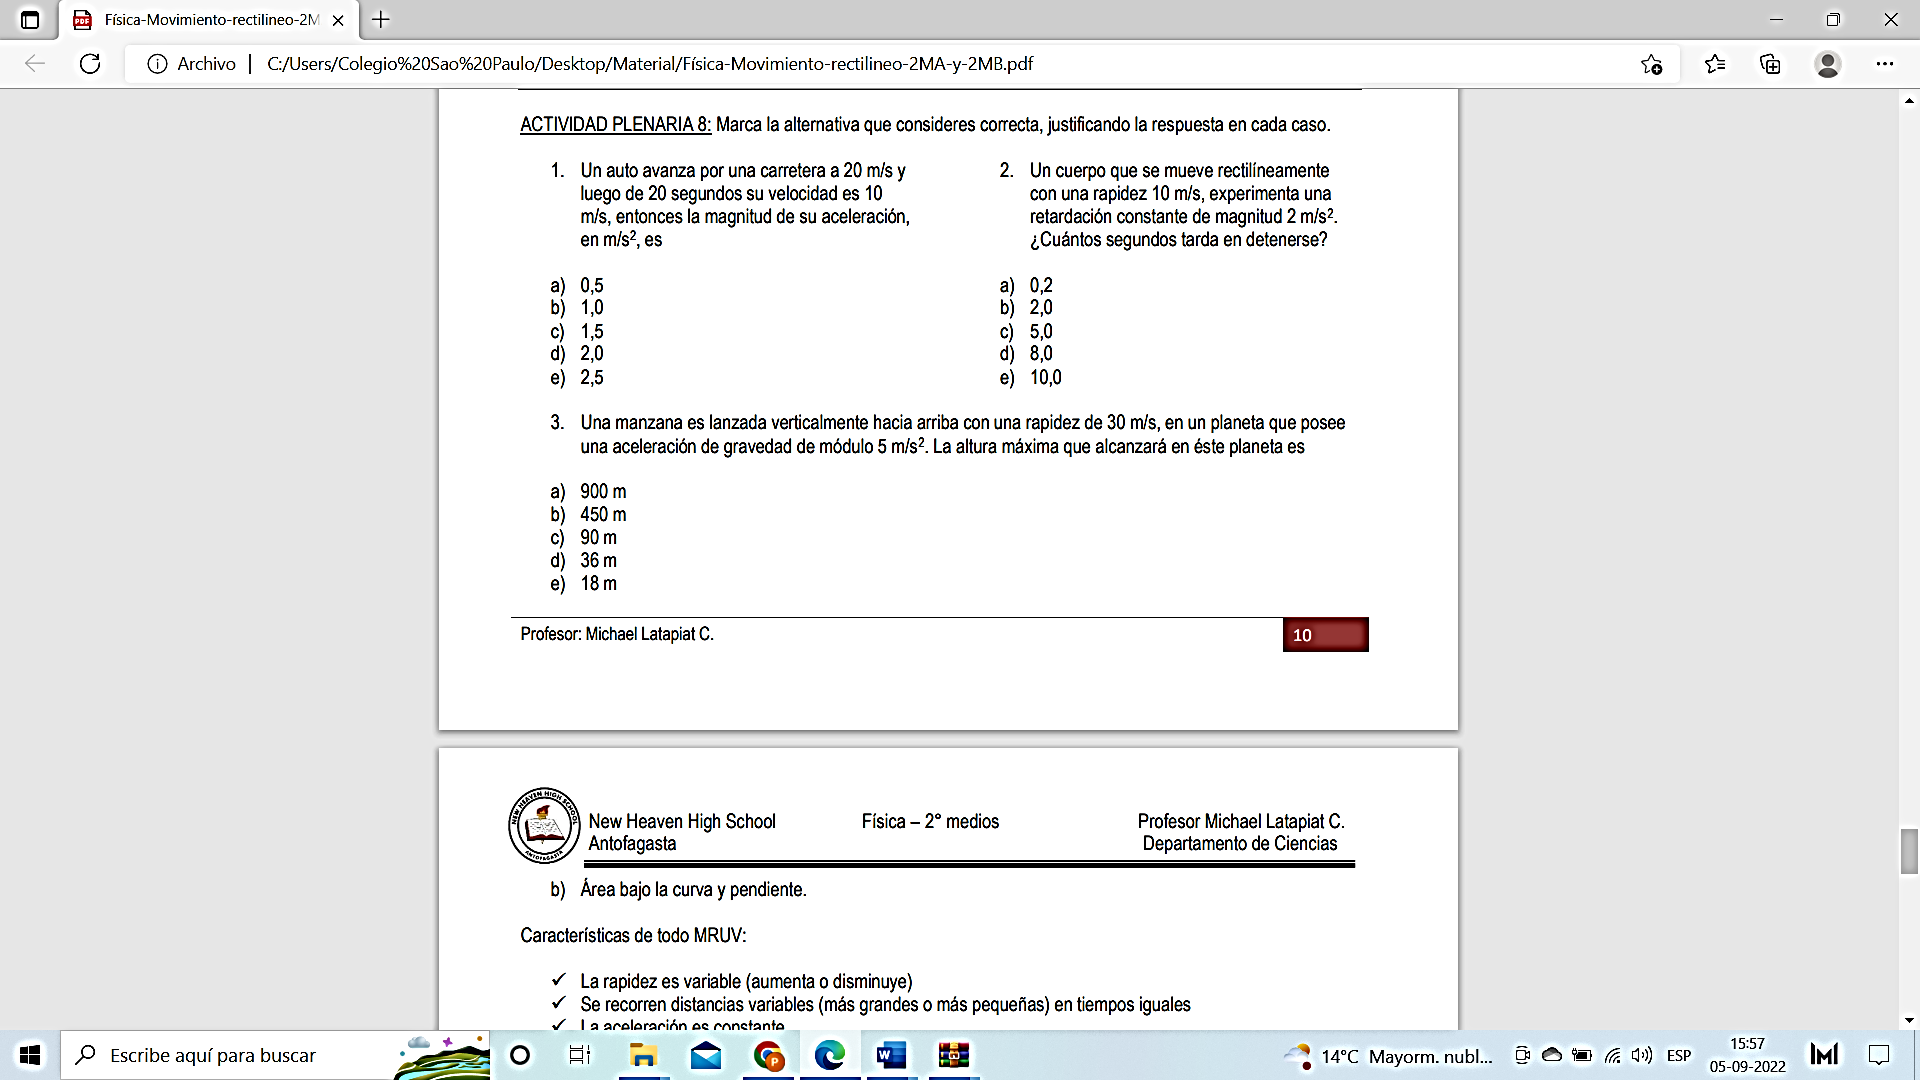 Física-Movimiento-rectilineo-2M
Archivo | C:/Users/Colegio%20Sao%20Paulo/Desktop/Material/Física-Movimiento-rectilineo-2MA-y-2MB.pdf
ACTIVIDAD PLENARIA 8: Marca la alternativa que consideres correcta, justificando la respuesta en cada caso.
1. Un auto avanza por una carretera a 20 m/s y
luego de 20 segundos su velocidad es 10
m/s, entonces la magnitud de su aceleración,
en m/s², es
a) 0,5
b) 1,0
c) 1,5
d) 2,0
e) 2,5
2. Un cuerpo que se mueve rectilíneamente
con una rapidez 10 m/s, experimenta una
retardación constante de magnitud 2 m/s².
¿Cuántos segundos tarda en detenerse?
a) 0,2
b) 2,0
c) 5,0
d) 8,0
e) 10,0
3. Una manzana es lanzada verticalmente hacia arriba con una rapidez de 30 m/s, en un planeta que posee
una aceleración de gravedad de módulo 5 m/s². La altura máxima que alcanzará en éste planeta es
a) 900 m
b) 450 m
c) 90 m
d) 36 m
e) 18 m
Profesor: Michael Latapiat C.
10
NEW HEAVEN HIGH SCHOOL
ANTOFAGASTA
New Heaven High School
Antofagasta
Física – 2° medios
Profesor Michael Latapiat C.
Departamento de Ciencias
b) Área bajo la curva y pendiente.
Características de todo MRUV:
✓ La rapidez es variable (aumenta o disminuye)
✓ Se recorren distancias variables (más grandes o más pequeñas) en tiempos iguales
✓ La aceleración es constante
Escribe aquí para buscar
14°C Mayorm. nubl...
ESP
15:57
05-09-2022